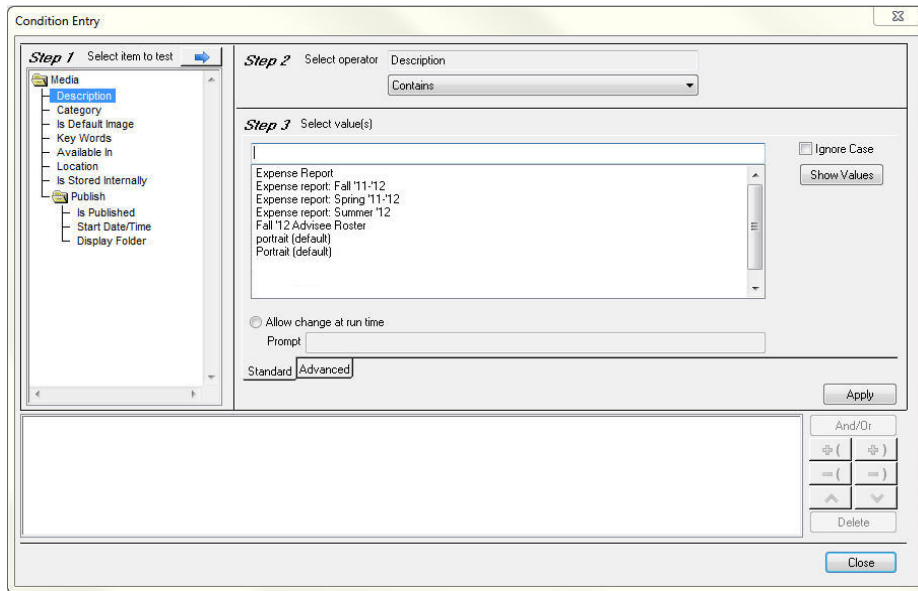 Condition Entry
Step 1 Select item to test
Media
Description
Category
Is Default Image
Key Words
Available In
Location
Is Stored Internally
Publish
Is Published
Start Date/Time
Display Folder
Step 2 Select operator Description
Contains
Step 3 Select value(s)
Ignore Case
Show Values
Expense Report
Expense report: Fall '11-'12
Expense report: Spring '11-'12
Expense report: Summer '12
Fall '12 Advisee Roster
portrait (default)
Portrait (default)
Allow change at run time
Prompt
Standard Advanced
Apply
And/Or
+ ( + )
- ( - )
Delete
Close